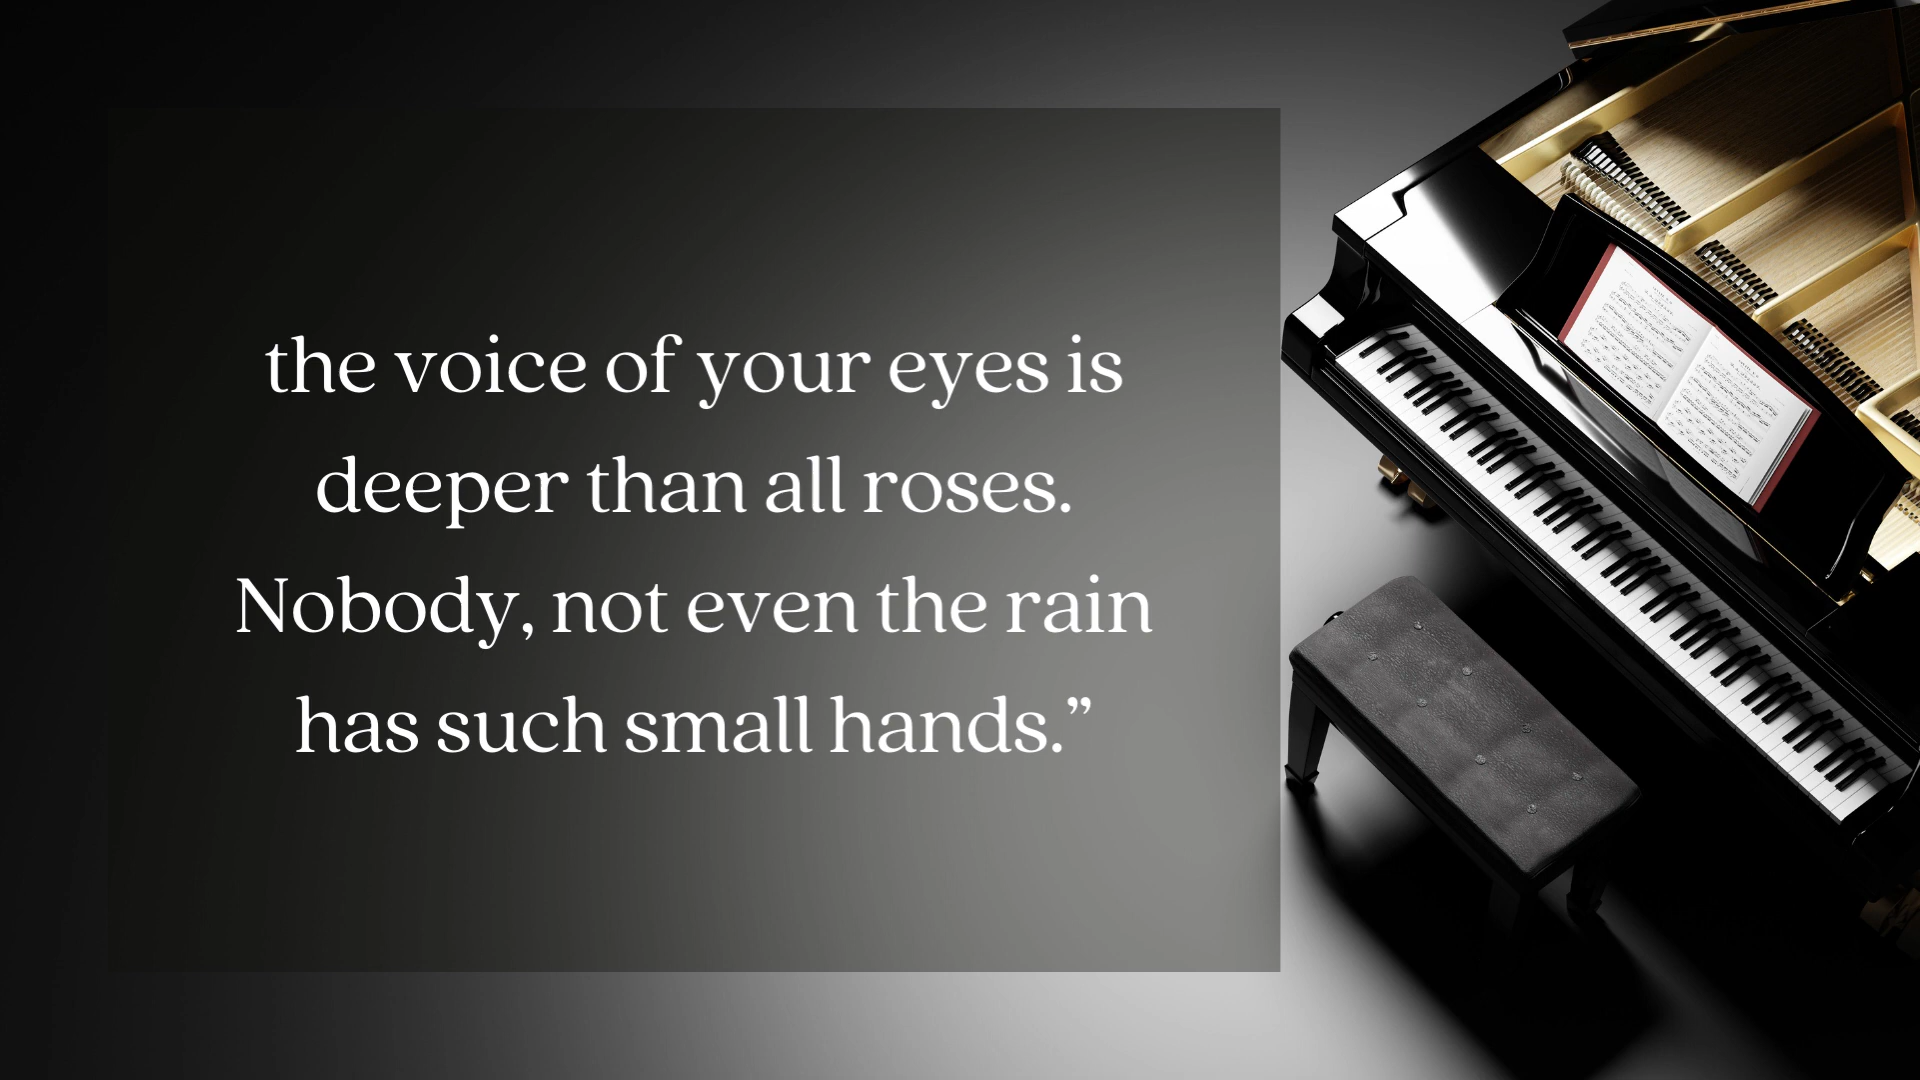 the voice of your eyes is
deeper than all roses.
Nobody, not even the rain
has such small hands.”